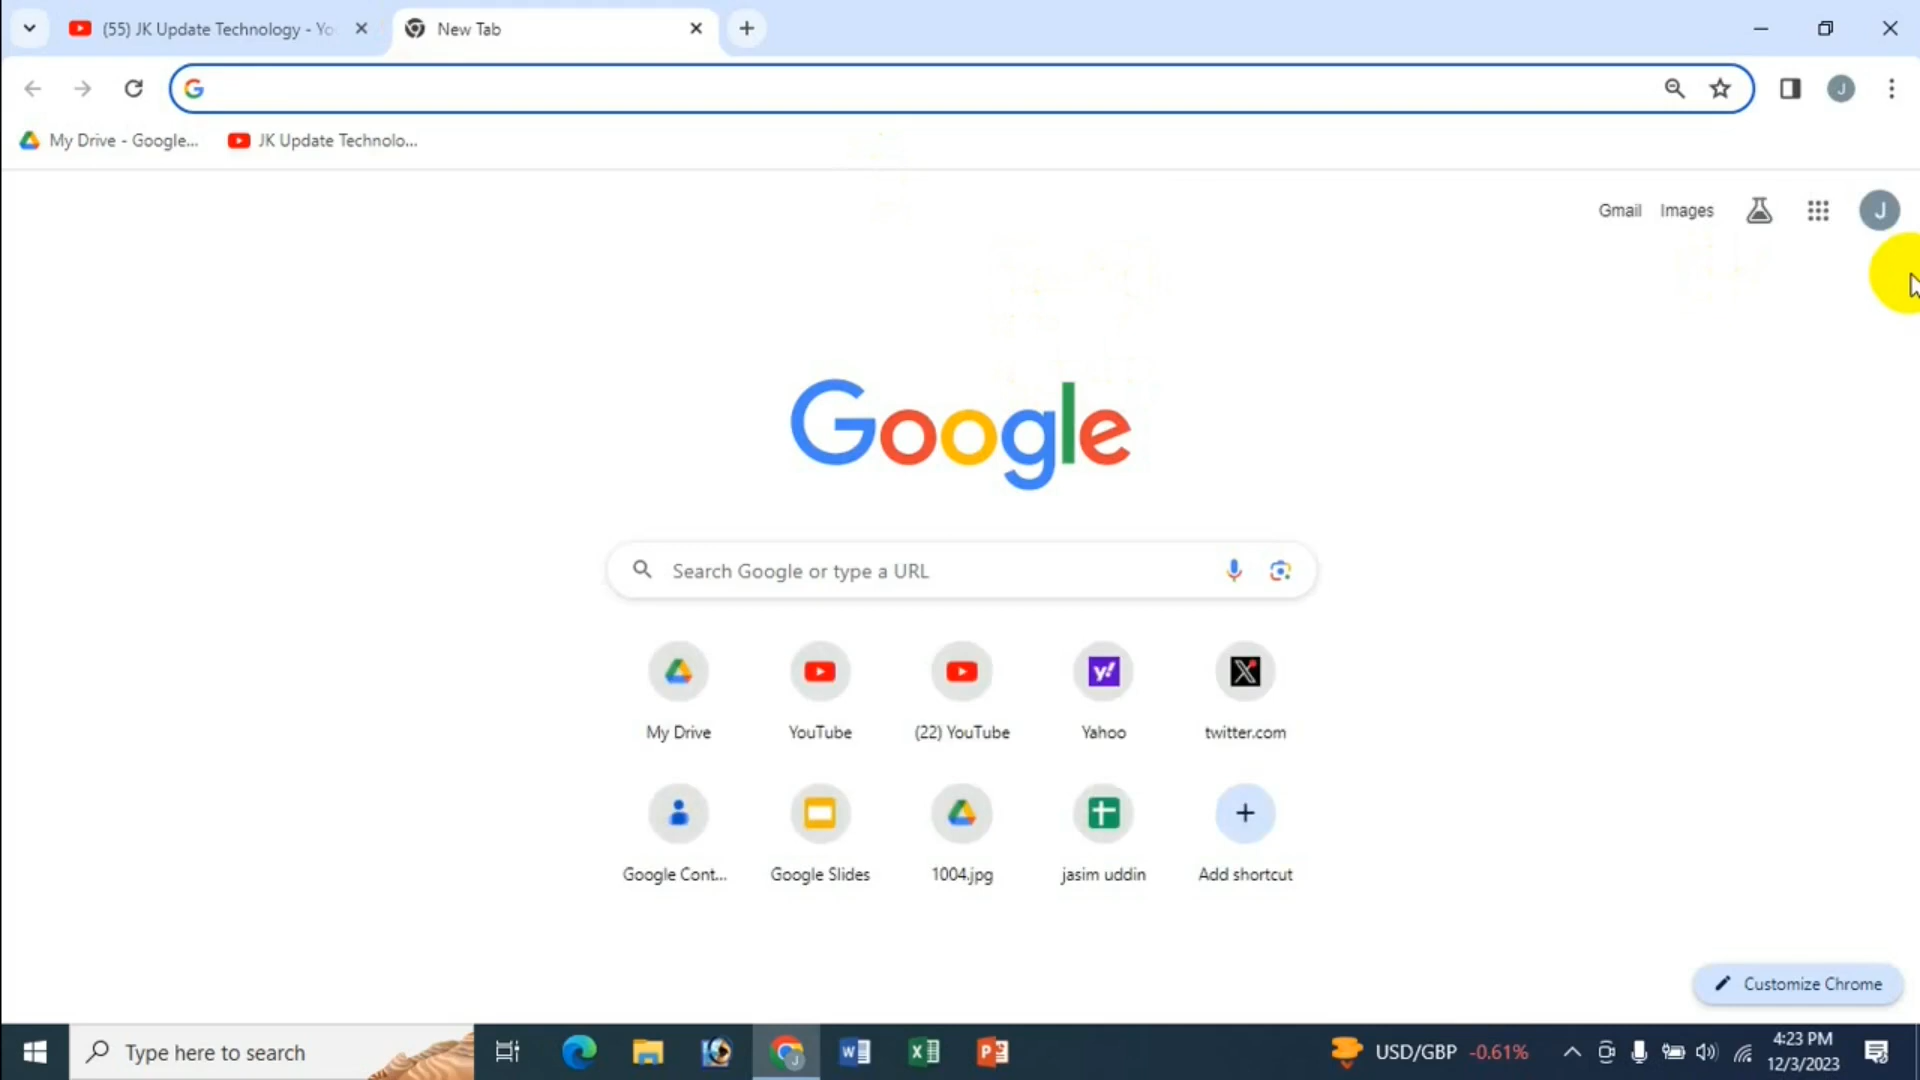 (55) JK Update Technology - Yo
New Tab
My Drive - Google...
JK Update Technolo...
Gmail
Images
J
Google
Search Google or type a URL
My Drive
YouTube
(22) YouTube
Yahoo
twitter.com
Google Cont...
Google Slides
1004.jpg
jasim uddin
Add shortcut
Customize Chrome
Type here to search
USD/GBP -0.61%
4:23 PM
12/3/2023